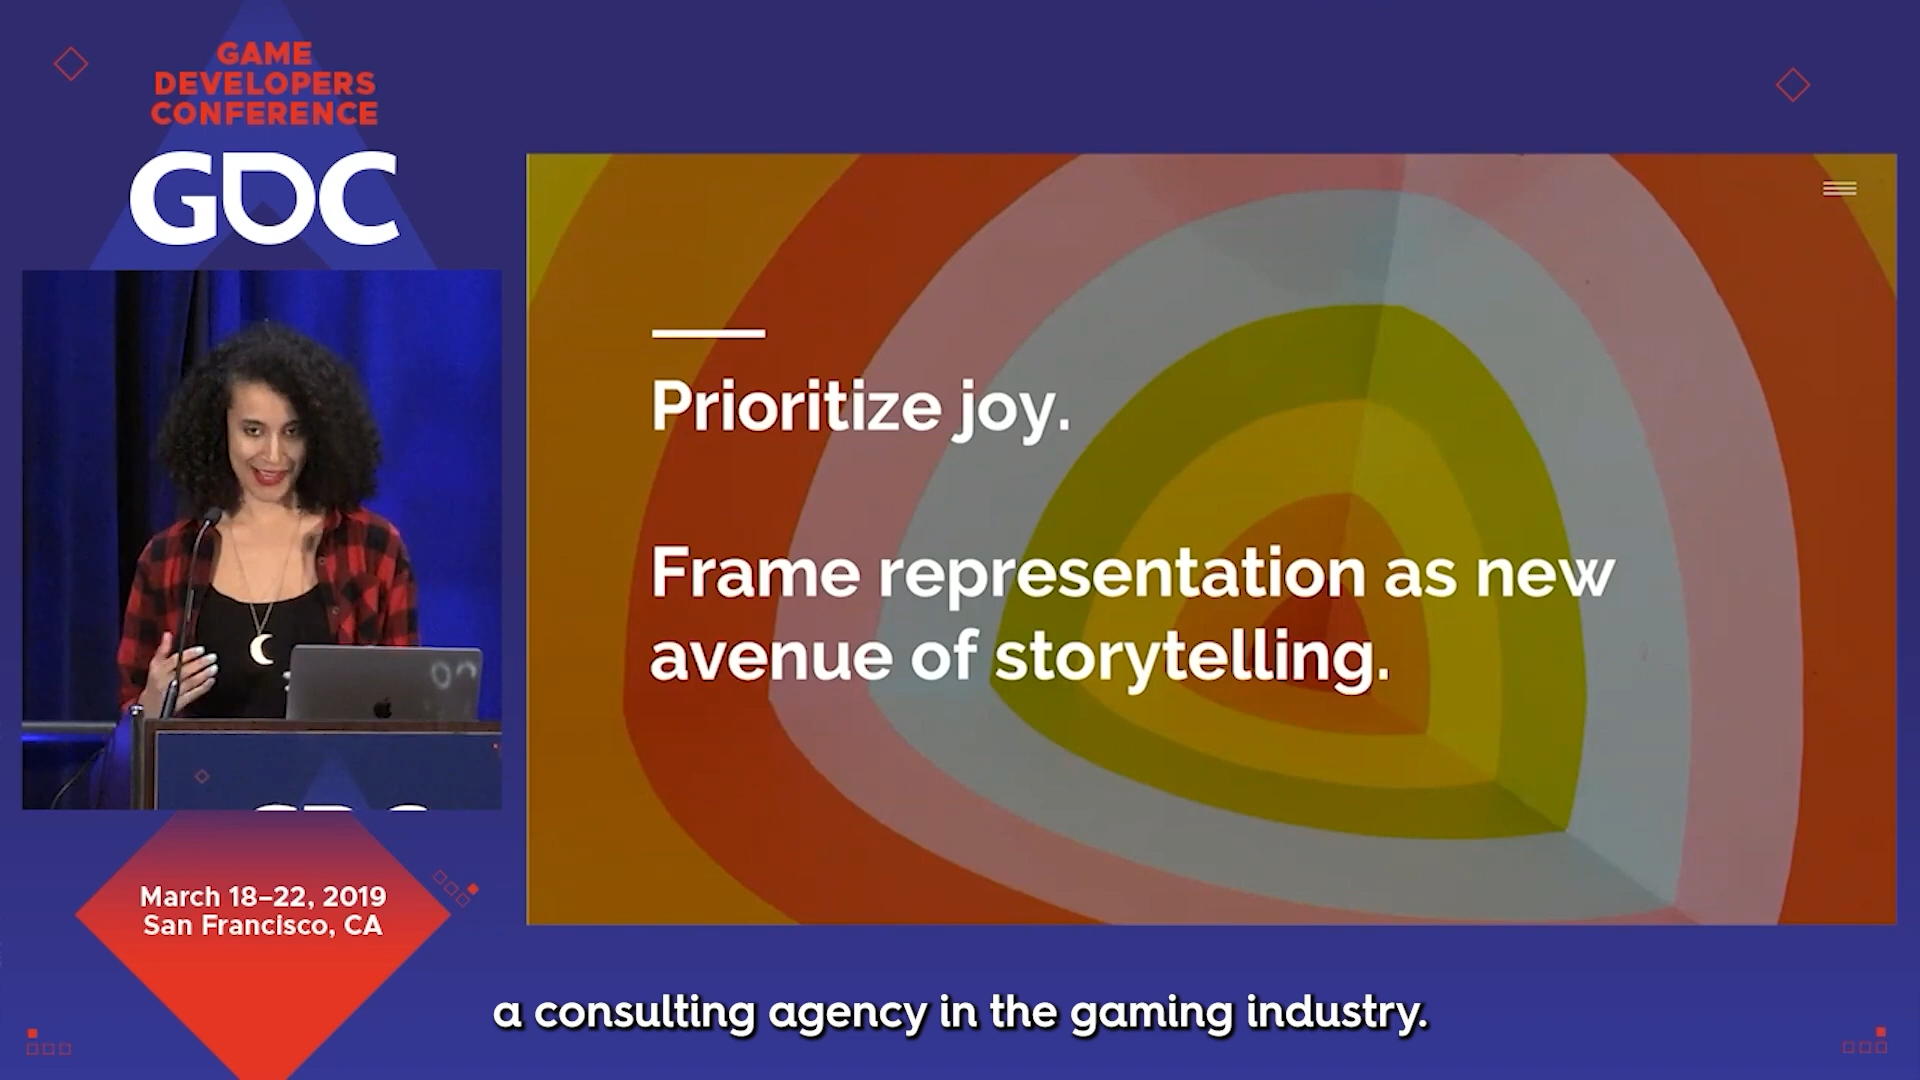 GAME
DEVELOPERS
CONFERENCE
GDC
Prioritize joy.
Frame representation as new
avenue of storytelling.
March 18–22, 2019
San Francisco, CA
a consulting agency in the gaming industry.